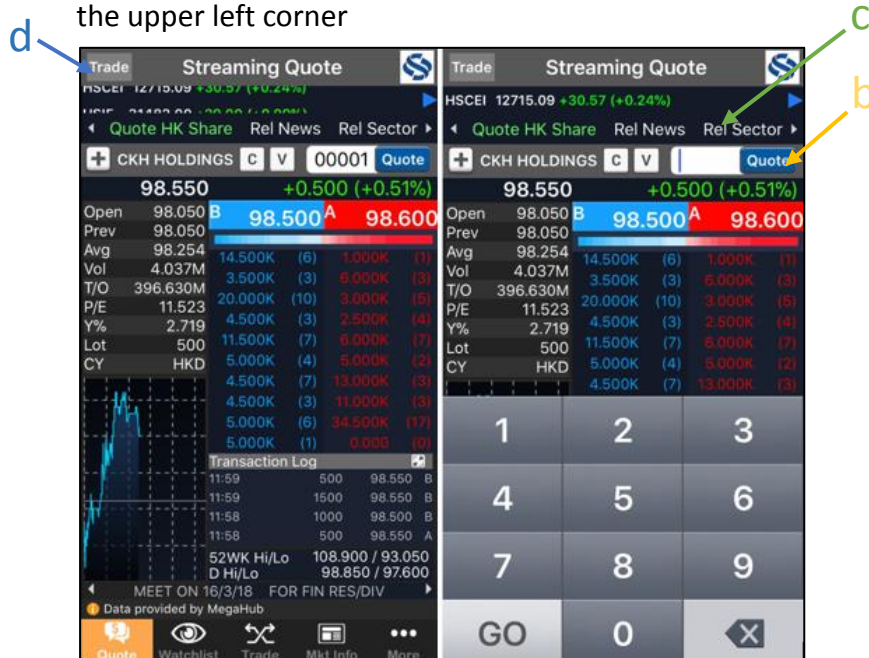 the upper left corner
d
c
b
Trade Streaming Quote
HSCEI 12715.09 +30.57 (+0.24%)
Quote HK Share Rel News Rel Sector
+ CKH HOLDINGS C V 00001 Quote
98.550 +0.500 (+0.51%)
Open 98.050 B 98.500 A 98.600
Prev 98.050
Avg 98.254
Vol 4.037M
T/O 396.630M
P/E 11.523
Y% 2.719
Lot 500
CY HKD
14.500K (6) 1.000K (1)
3.500K (3) 6.000K (3)
20.000K (10) 3.000K (5)
4.500K (3) 2.500K (4)
11.500K (7) 6.000K (7)
5.000K (4) 5.000K (2)
4.500K (7) 13.000K (3)
4.500K (3) 11.000K (3)
5.000K (6) 34.500K (17)
5.000K (1) 0.000 (0)
Transaction Log
11:59 500 98.550 B
11:59 1500 98.550 B
11:58 1000 98.500 B
11:58 500 98.550 A
52WK Hi/Lo 108.900 / 93.050
D Hi/Lo 98.850 / 97.600
MEET ON 16/3/18 FOR FIN RES/DIV
Data provided by MegaHub
Quote Watchlist Trade Mkt Info More
Trade Streaming Quote
HSCEI 12715.09 +30.57 (+0.24%)
Quote HK Share Rel News Rel Sector
+ CKH HOLDINGS C V Quote
98.550 +0.500 (+0.51%)
Open 98.050 B 98.500 A 98.600
Prev 98.050
Avg 98.254
Vol 4.037M
T/O 396.630M
P/E 11.523
Y% 2.719
Lot 500
CY HKD
14.500K (6) 1.000K (1)
3.500K (3) 6.000K (3)
20.000K (10) 3.000K (5)
4.500K (3) 2.500K (4)
11.500K (7) 6.000K (7)
5.000K (4) 5.000K (2)
4.500K (7) 13.000K (3)
1 2 3
4 5 6
7 8 9
GO 0